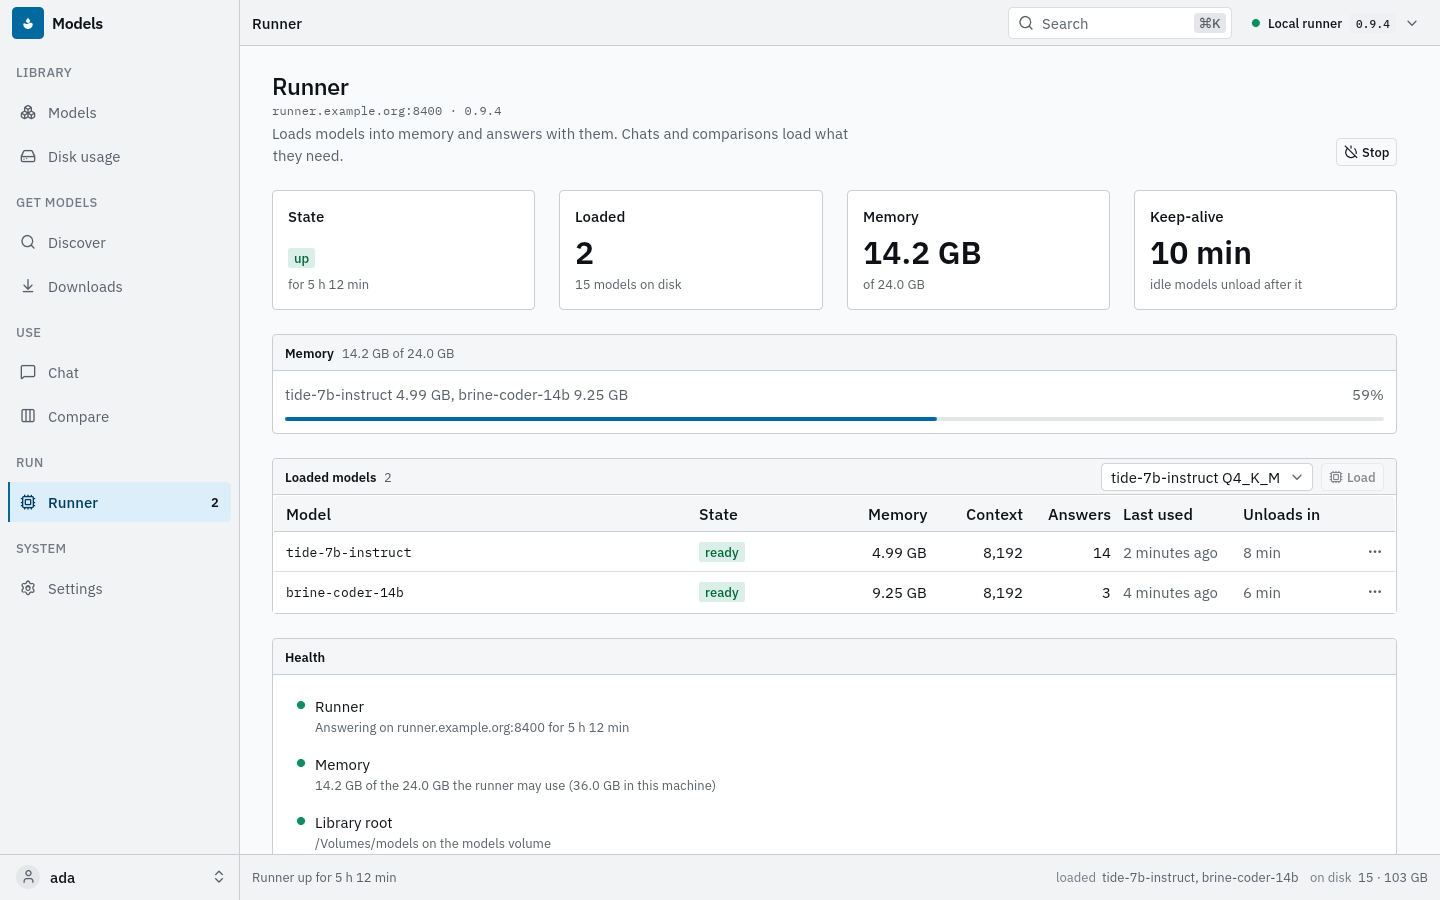 Models
Runner
Search
⌘K
Local runner
0.9.4
LIBRARY
Models
Disk usage
GET MODELS
Discover
Downloads
USE
Chat
Compare
RUN
Runner
2
SYSTEM
Settings
ada
Runner
runner.example.org:8400 · 0.9.4
Loads models into memory and answers with them. Chats and comparisons load what
they need.
Stop
State
up
for 5 h 12 min
Loaded
2
15 models on disk
Memory
14.2 GB
of 24.0 GB
Keep-alive
10 min
idle models unload after it
Memory 14.2 GB of 24.0 GB
tide-7b-instruct 4.99 GB, brine-coder-14b 9.25 GB 59%
Loaded models 2
tide-7b-instruct Q4_K_M
Load
Model State Memory Context Answers Last used Unloads in
tide-7b-instruct ready 4.99 GB 8,192 14 2 minutes ago 8 min
brine-coder-14b ready 9.25 GB 8,192 3 4 minutes ago 6 min
Health
Runner
Answering on runner.example.org:8400 for 5 h 12 min
Memory
14.2 GB of the 24.0 GB the runner may use (36.0 GB in this machine)
Library root
/Volumes/models on the models volume
Runner up for 5 h 12 min
loaded tide-7b-instruct, brine-coder-14b on disk 15 · 103 GB